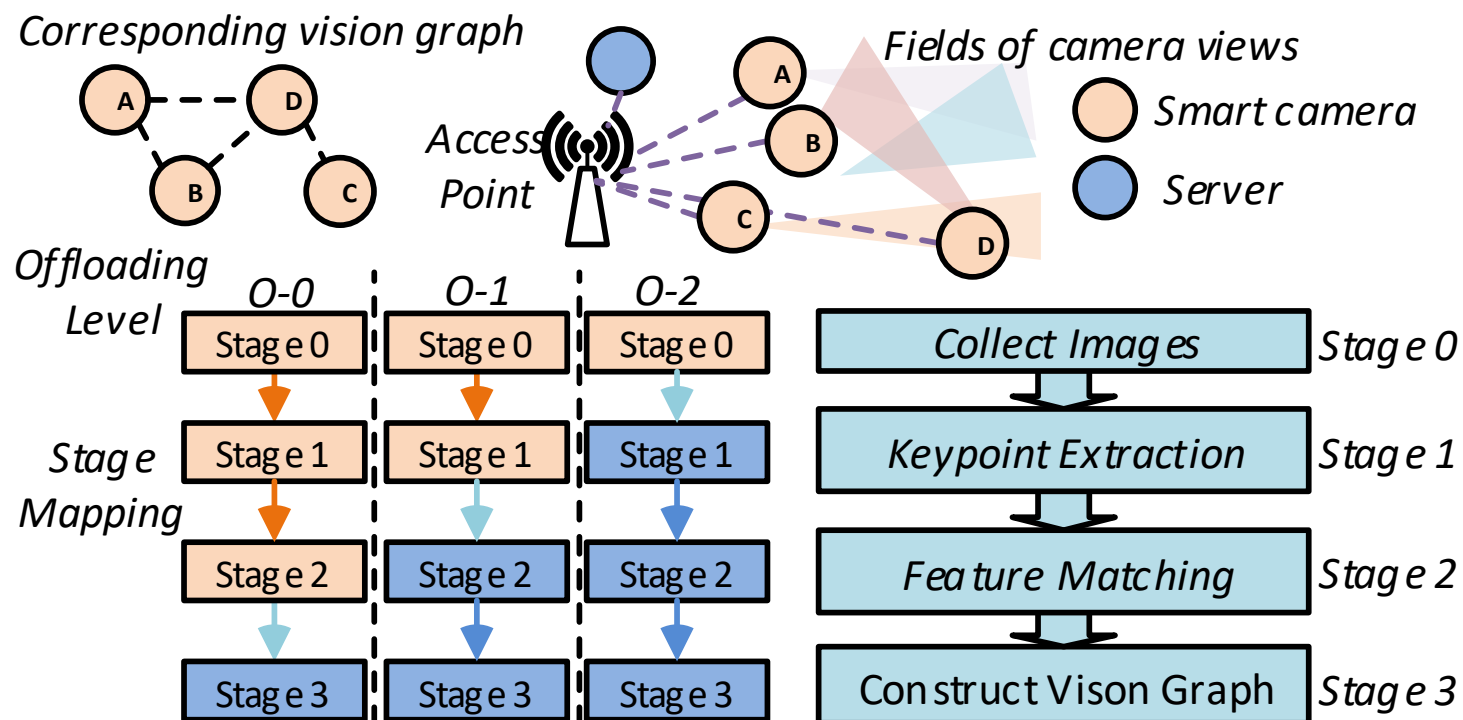 Corresponding vision graph
A
D
B
C
Access
Point
A
B
C
D
Fields of camera views
Smart camera
Server
Offloading
Level
O-0
O-1
O-2
Stage 0
Stage 0
Stage 0
Stage 1
Stage 1
Stage 1
Stage
Mapping
Stage 2
Stage 2
Stage 2
Stage 3
Stage 3
Stage 3
Collect Images
Stage 0
Keypoint Extraction
Stage 1
Feature Matching
Stage 2
Construct Vison Graph
Stage 3